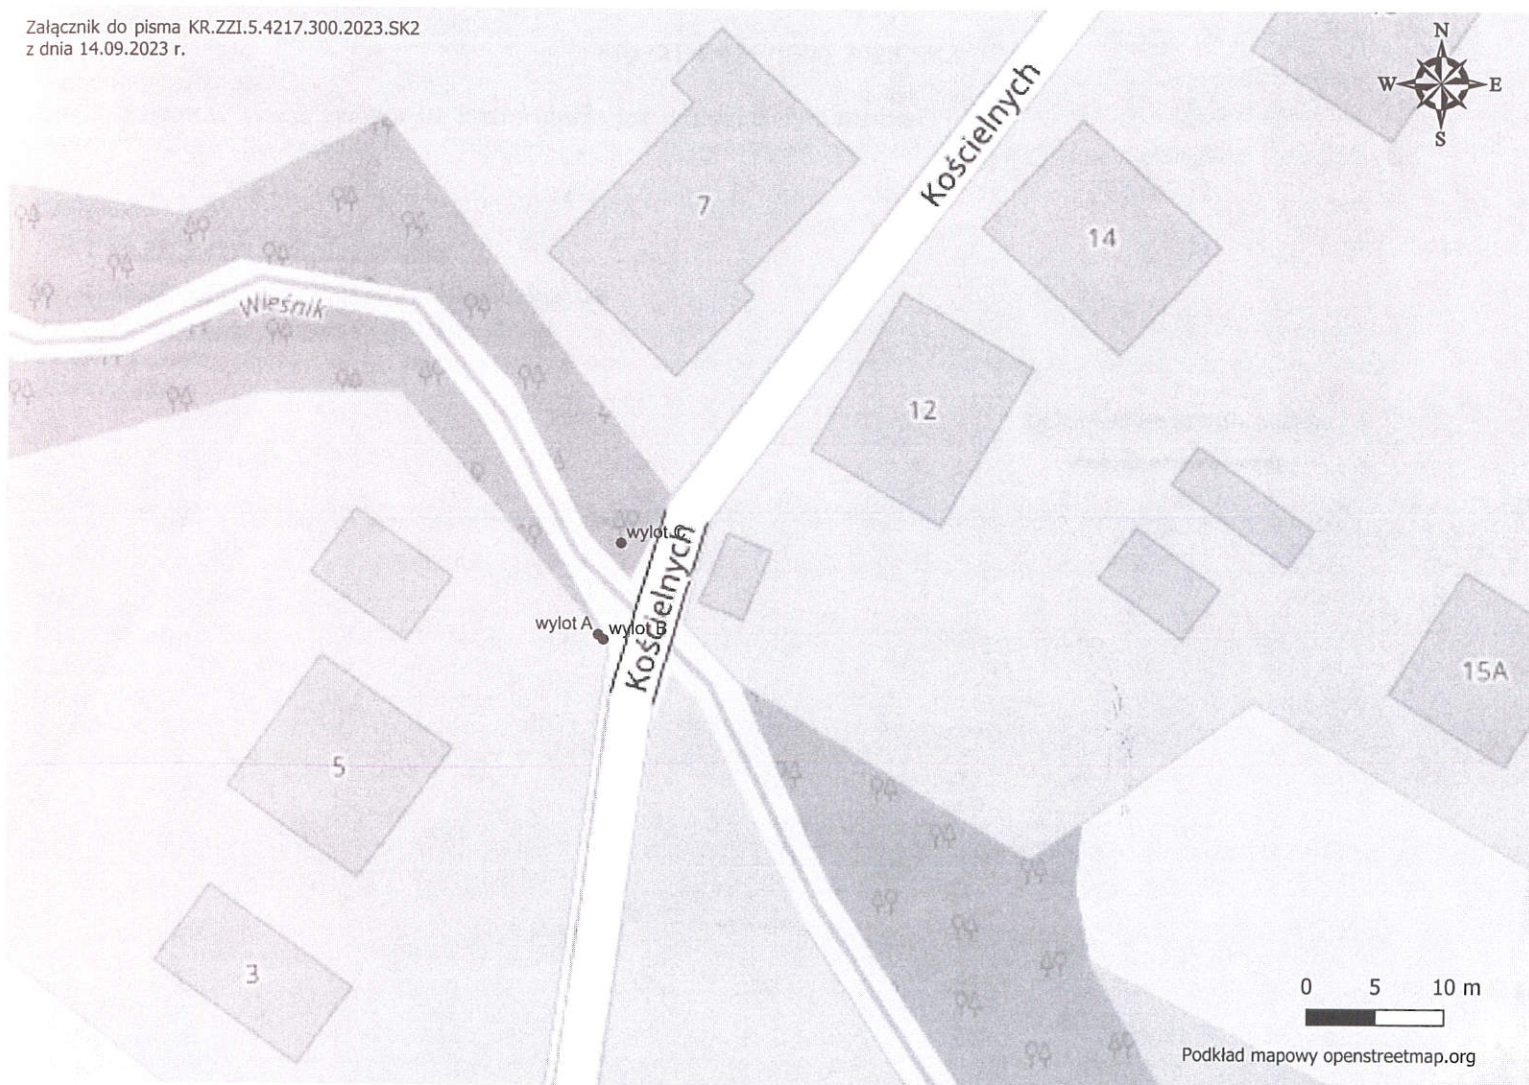 Załącznik do pisma KR.ZZI.5.4217.300.2023.SK2
z dnia 14.09.2023 r.
N
W E
S
Kościelnych
7
14
Wieśnik
12
wylot C
Kościelnych
wylot A
wylot B
15A
5
3
0 5 10 m
Podkład mapowy openstreetmap.org